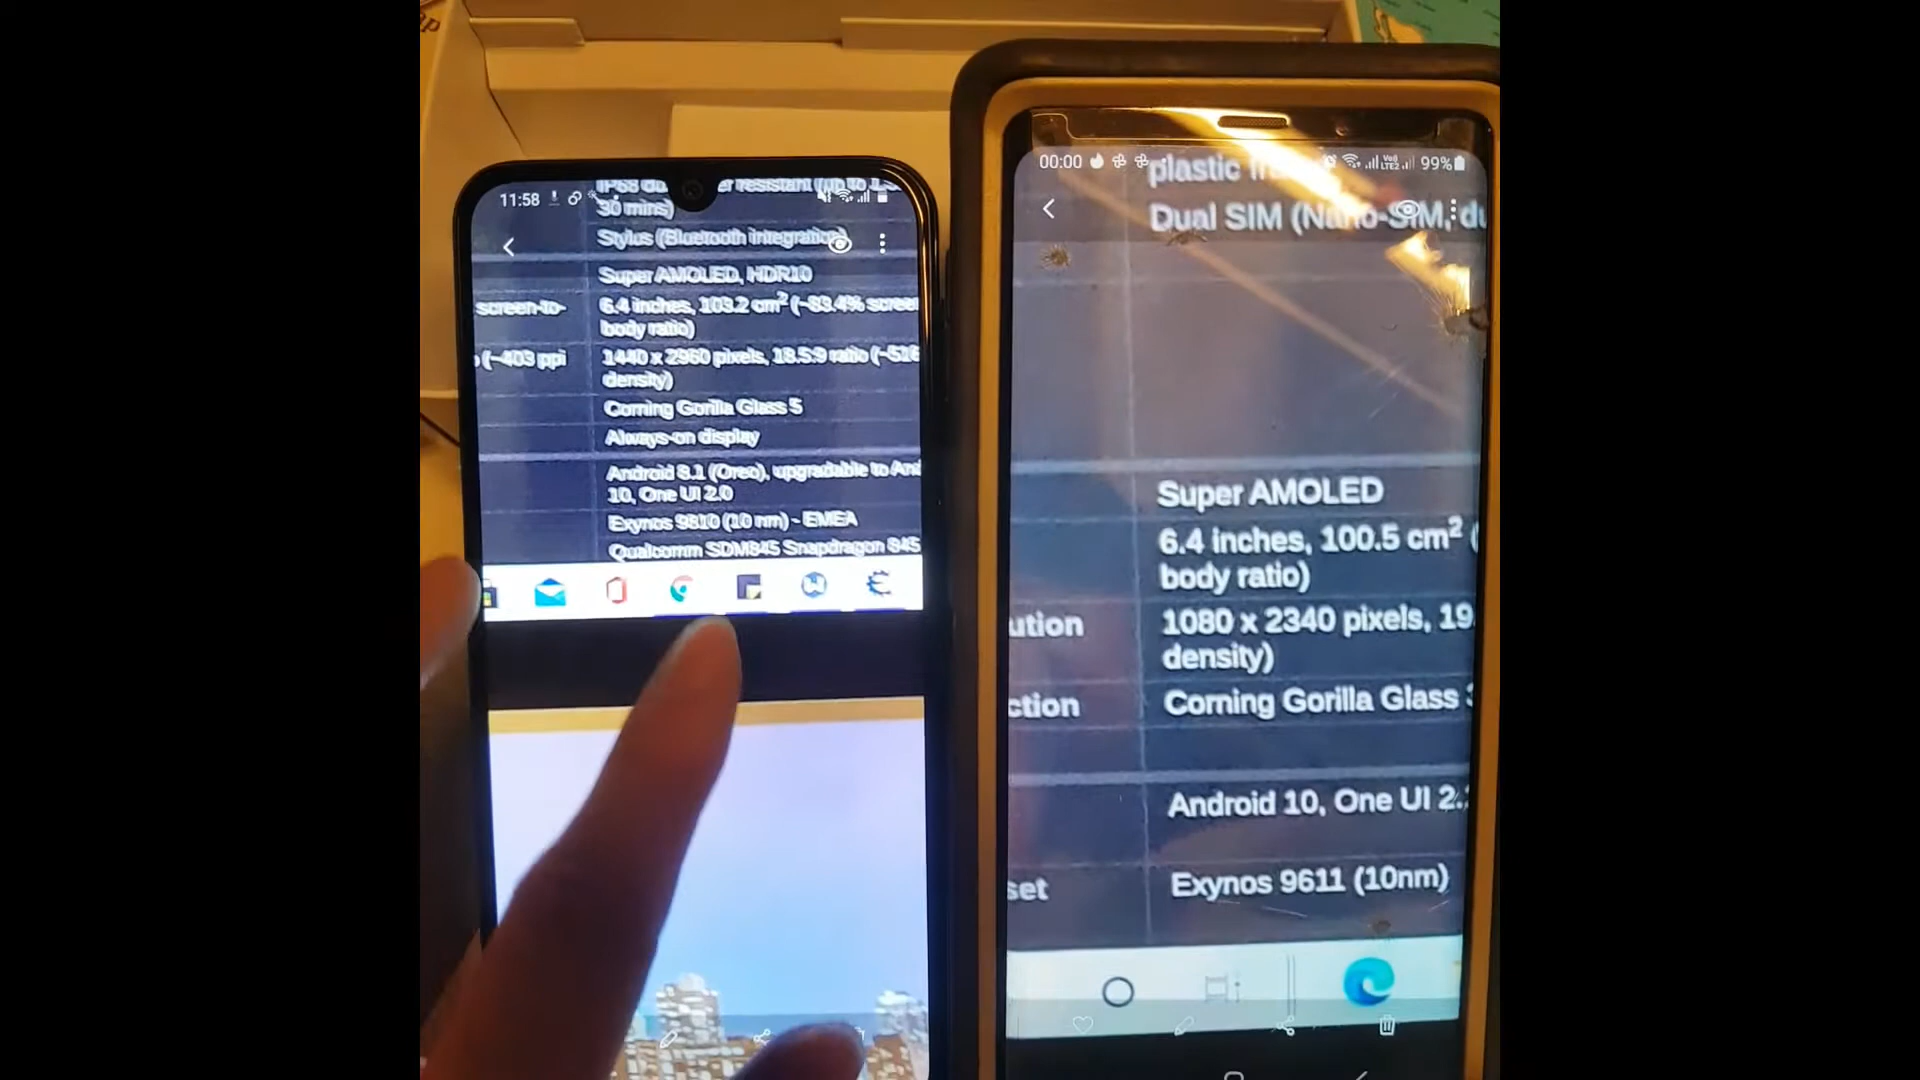 11:58
30 mins)
Stylus (Bluetooth integration)
Super AMOLED, HDR10
screen-to-
6.4 inches, 103.2 cm² (~83.4% screen
body ratio)
(~403 ppi
1440 x 2960 pixels, 18.5:9 ratio (~516
density)
Corning Gorilla Glass 5
Always-on display
Android 8.1 (Oreo), upgradable to And
10, One UI 2.0
Exynos 9810 (10 nm) - EMEA
Qualcomm SDM845 Snapdragon 845
00:00
99%
plastic
Dual SIM (Nano-SIM, du
Super AMOLED
6.4 inches, 100.5 cm² (
body ratio)
ution
1080 x 2340 pixels, 19.
density)
ction
Corning Gorilla Glass 3
Android 10, One UI 2.
set
Exynos 9611 (10nm)